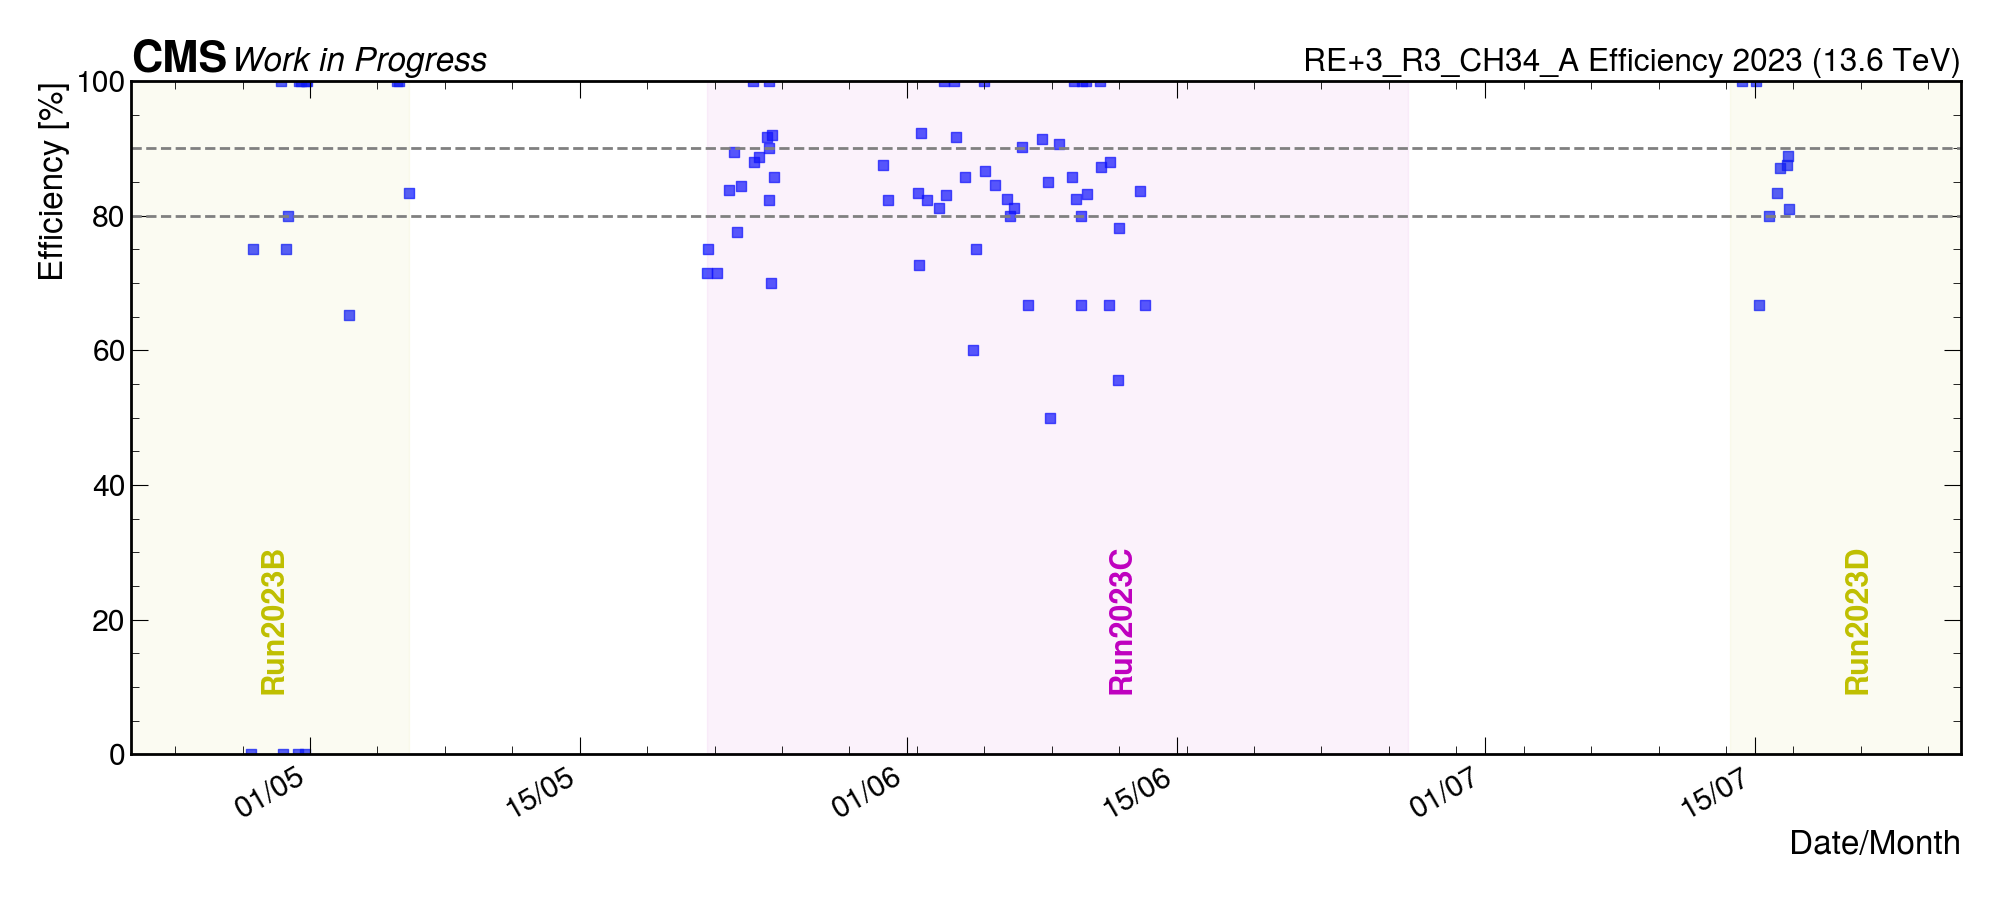 CMS Work in Progress
RE+3_R3_CH34_A Efficiency 2023 (13.6 TeV)
Efficiency [%]
100
80
60
40
20
0
Run2023B
Run2023C
Run2023D
01/05
15/05
01/06
15/06
01/07
15/07
Date/Month